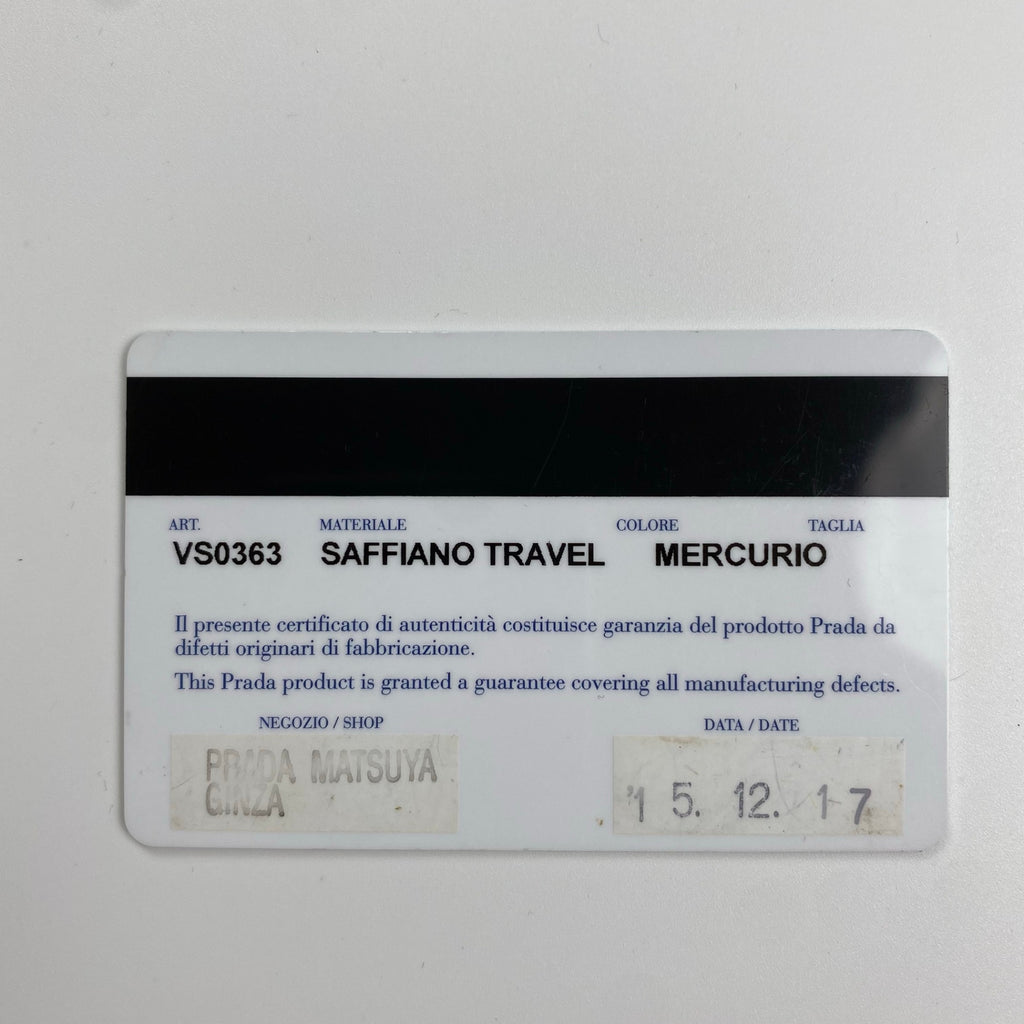 ART. MATERIALE COLORE TAGLIA
VS0363 SAFFIANO TRAVEL MERCURIO
Il presente certificato di autenticità costituisce garanzia del prodotto Prada da
difetti originari di fabbricazione.
This Prada product is granted a guarantee covering all manufacturing defects.
NEGOZIO / SHOP DATA / DATE
PRADA MATSUYA
GINZA
'15. 12. 17